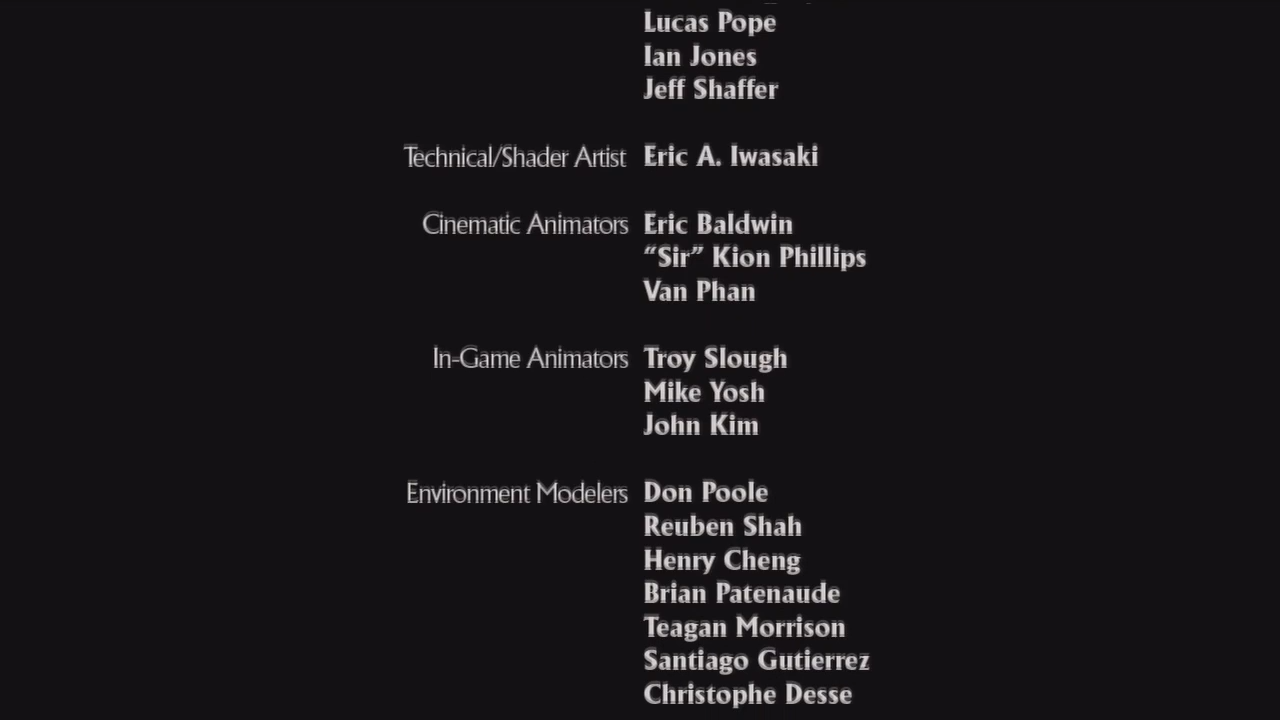 Lucas Pope
Ian Jones
Jeff Shaffer
Technical/Shader Artist Eric A. Iwasaki
Cinematic Animators Eric Baldwin
“Sir” Kion Phillips
Van Phan
In-Game Animators Troy Slough
Mike Yosh
John Kim
Environment Modelers Don Poole
Reuben Shah
Henry Cheng
Brian Patenaude
Teagan Morrison
Santiago Gutierrez
Christophe Desse